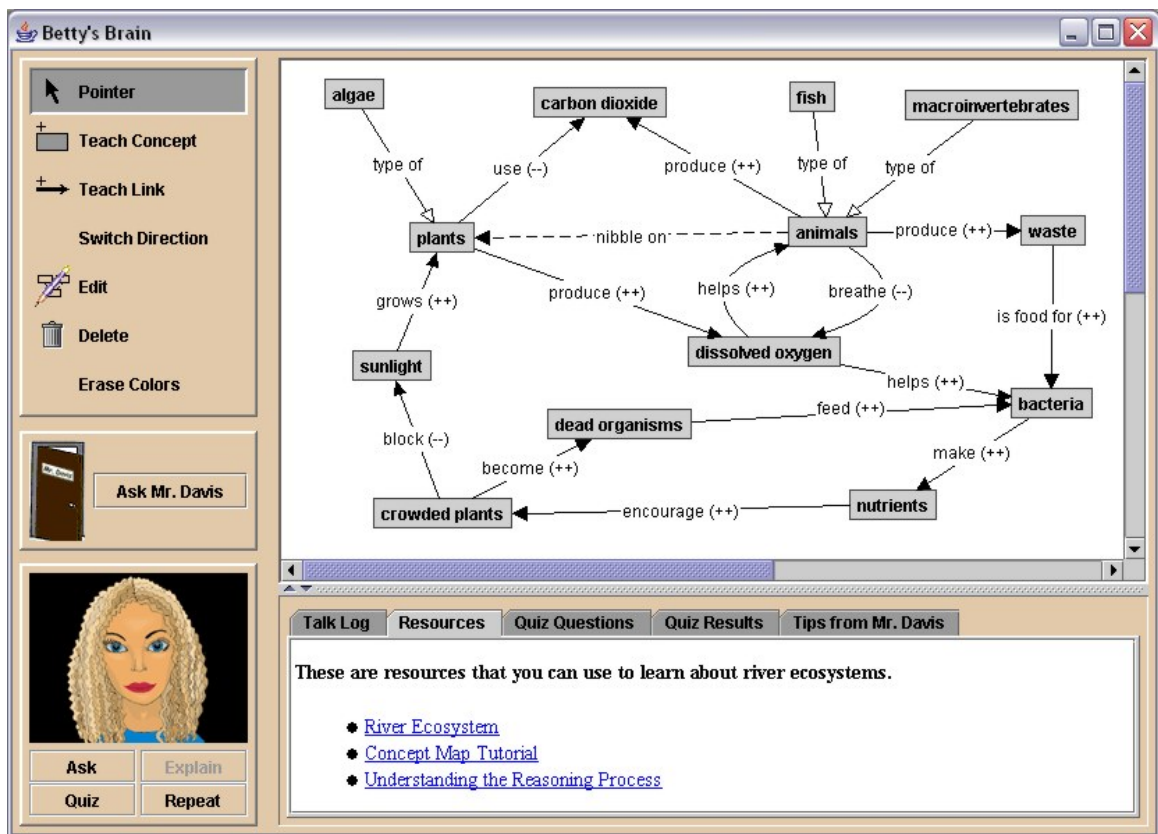 Betty's Brain
Pointer
Teach Concept
Teach Link
Switch Direction
Edit
Delete
Erase Colors
Ask Mr. Davis
Ask
Explain
Quiz
Repeat
algae
carbon dioxide
fish
macroinvertebrates
type of
use (--)
produce (++)
type of
type of
plants
nibble on
animals
produce (++)
waste
grows (++)
produce (++)
helps (++)
breathe (--)
is food for (++)
sunlight
dissolved oxygen
helps (++)
bacteria
block (--)
dead organisms
feed (++)
become (++)
make (++)
crowded plants
encourage (++)
nutrients
Talk Log
Resources
Quiz Questions
Quiz Results
Tips from Mr. Davis
These are resources that you can use to learn about river ecosystems.
River Ecosystem
Concept Map Tutorial
Understanding the Reasoning Process